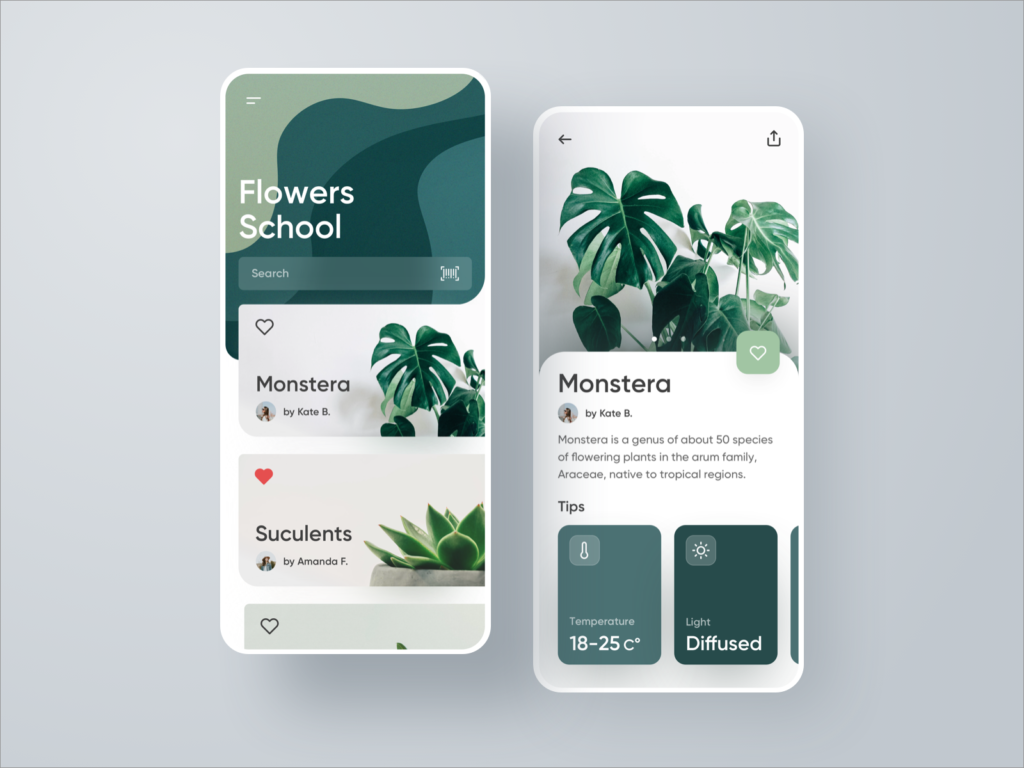 Flowers
School
Search
Monstera
by Kate B.
Suculents
by Amanda F.
Monstera
by Kate B.
Monstera is a genus of about 50 species
of flowering plants in the arum family,
Araceae, native to tropical regions.
Tips
Temperature
18-25 C°
Light
Diffused